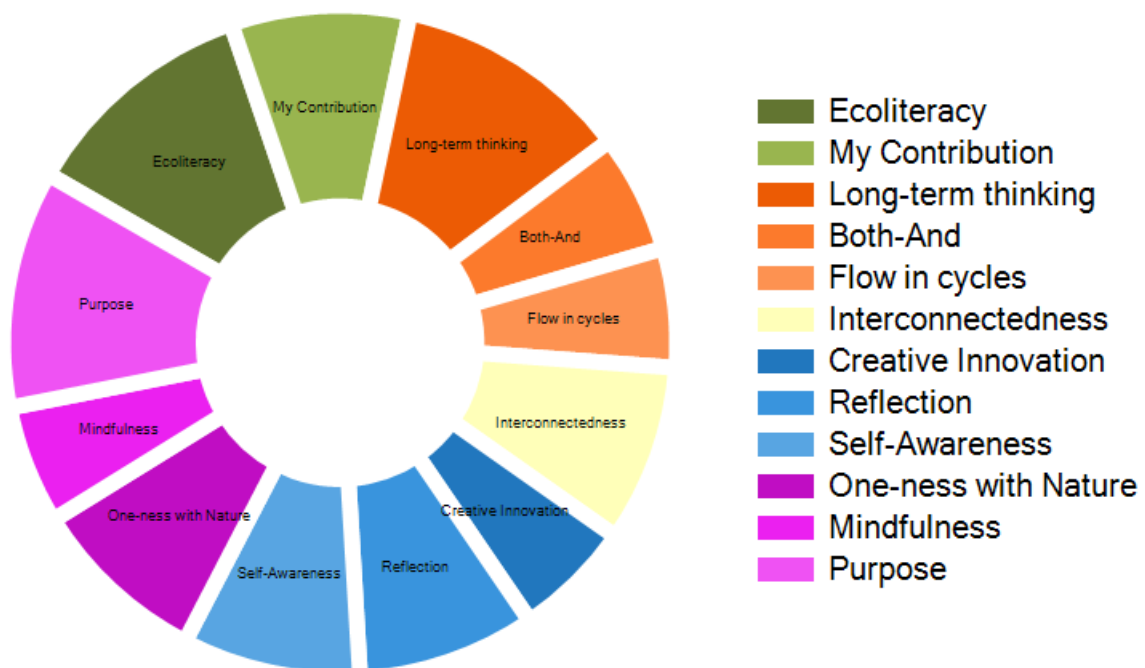 My Contribution
Long-term thinking
Ecoliteracy
Both-And
Purpose
Flow in cycles
Interconnectedness
Mindfulness
Creative Innovation
One-ness with Nature
Reflection
Self-Awareness
Ecoliteracy
My Contribution
Long-term thinking
Both-And
Flow in cycles
Interconnectedness
Creative Innovation
Reflection
Self-Awareness
One-ness with Nature
Mindfulness
Purpose